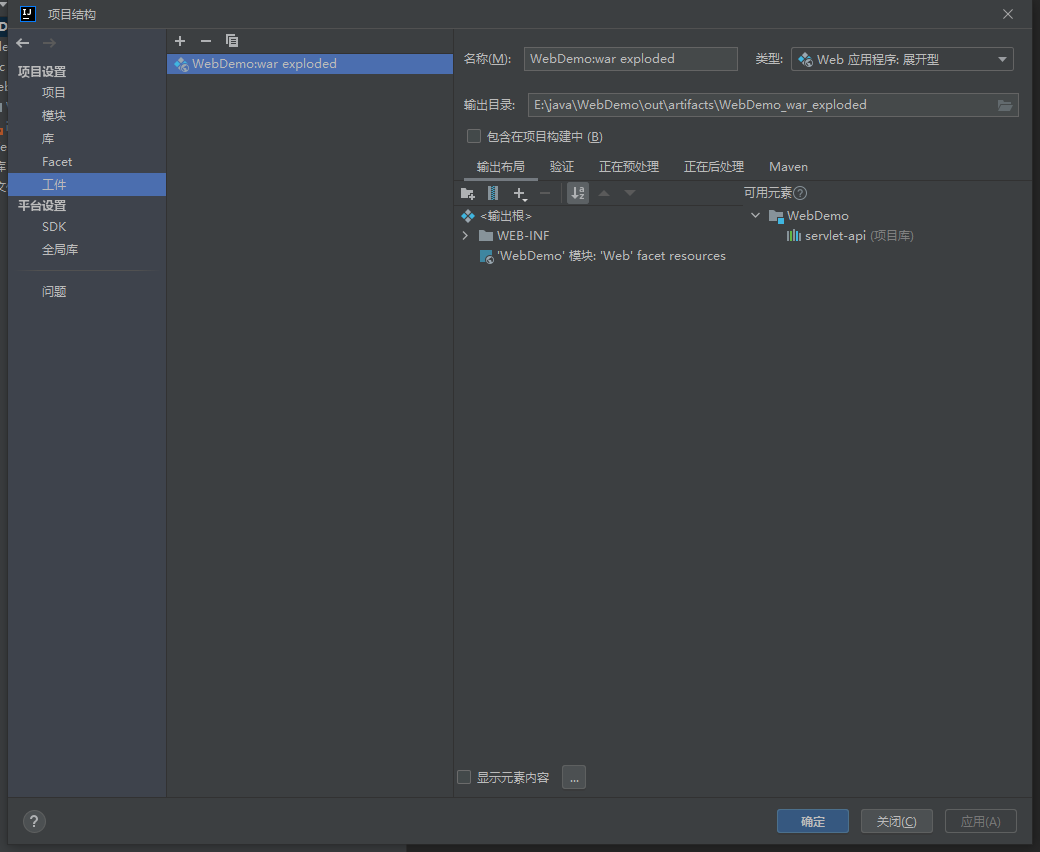 项目结构
项目设置
项目
模块
库
Facet
工件
平台设置
SDK
全局库
问题
WebDemo:war exploded
名称(M): WebDemo:war exploded 类型: Web 应用程序: 展开型
输出目录: E:\java\WebDemo\out\artifacts\WebDemo_war_exploded
包含在项目构建中 (B)
输出布局 验证 正在预处理 正在后处理 Maven
可用元素
<输出根>
WEB-INF
'WebDemo' 模块: 'Web' facet resources
WebDemo
servlet-api (项目库)
显示元素内容 ...
? 确定 关闭(C) 应用(A)